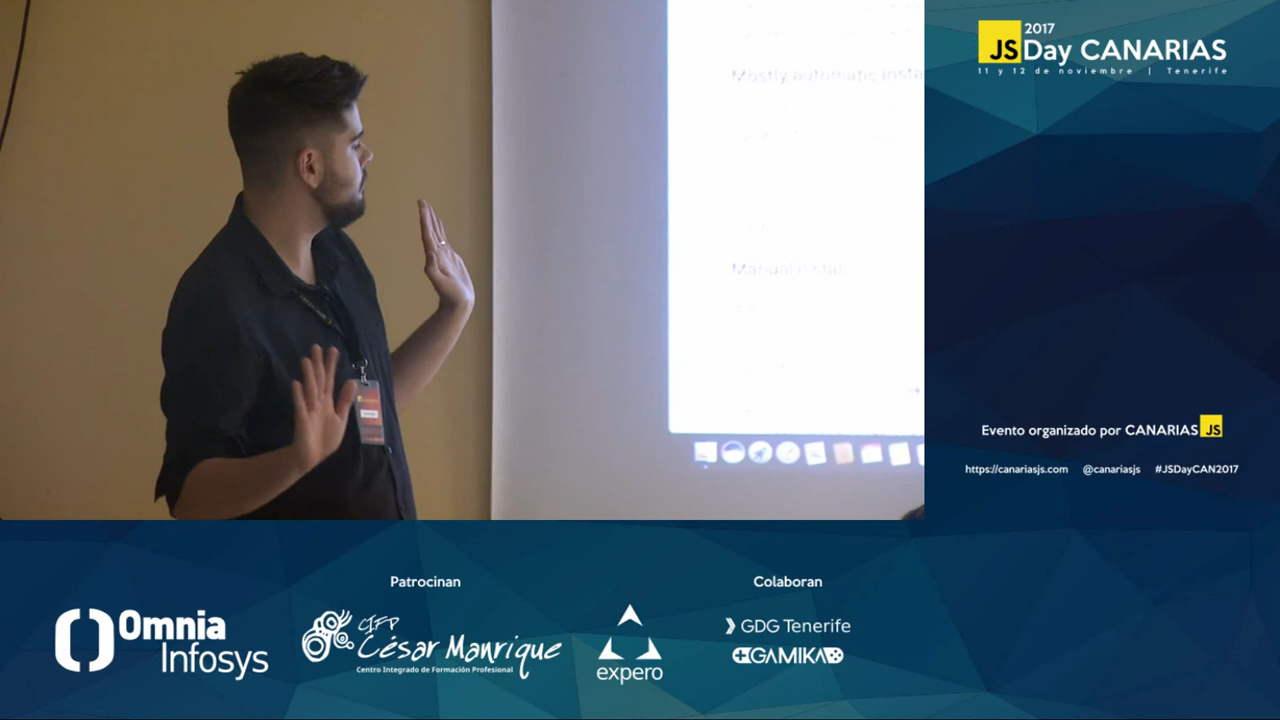 2017
JSDay CANARIAS
11 y 12 de noviembre | Tenerife
Mostly automatic insta
Manual instal
Evento organizado por CANARIAS JS
https://canariasjs.com @canariasjs #JSDayCAN2017
Patrocinan
Colaboran
Omnia
Infosys
CIFP
César Manrique
Centro Integrado de Formación Profesional
expero
GDG Tenerife
GAMIKA